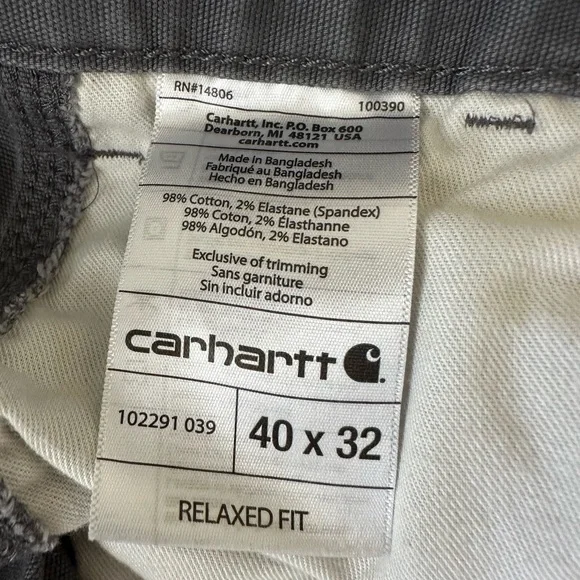 RN#14806 100390
Carhartt, Inc. P.O. Box 600
Dearborn, MI 48121 USA
carhartt.com
Made in Bangladesh
Fabriqué au Bangladesh
Hecho en Bangladesh
98% Cotton, 2% Elastane (Spandex)
98% Coton, 2% Élasthanne
98% Algodón, 2% Elastano
Exclusive of trimming
Sans garniture
Sin incluir adorno
carhartt
102291 039 40 x 32
RELAXED FIT